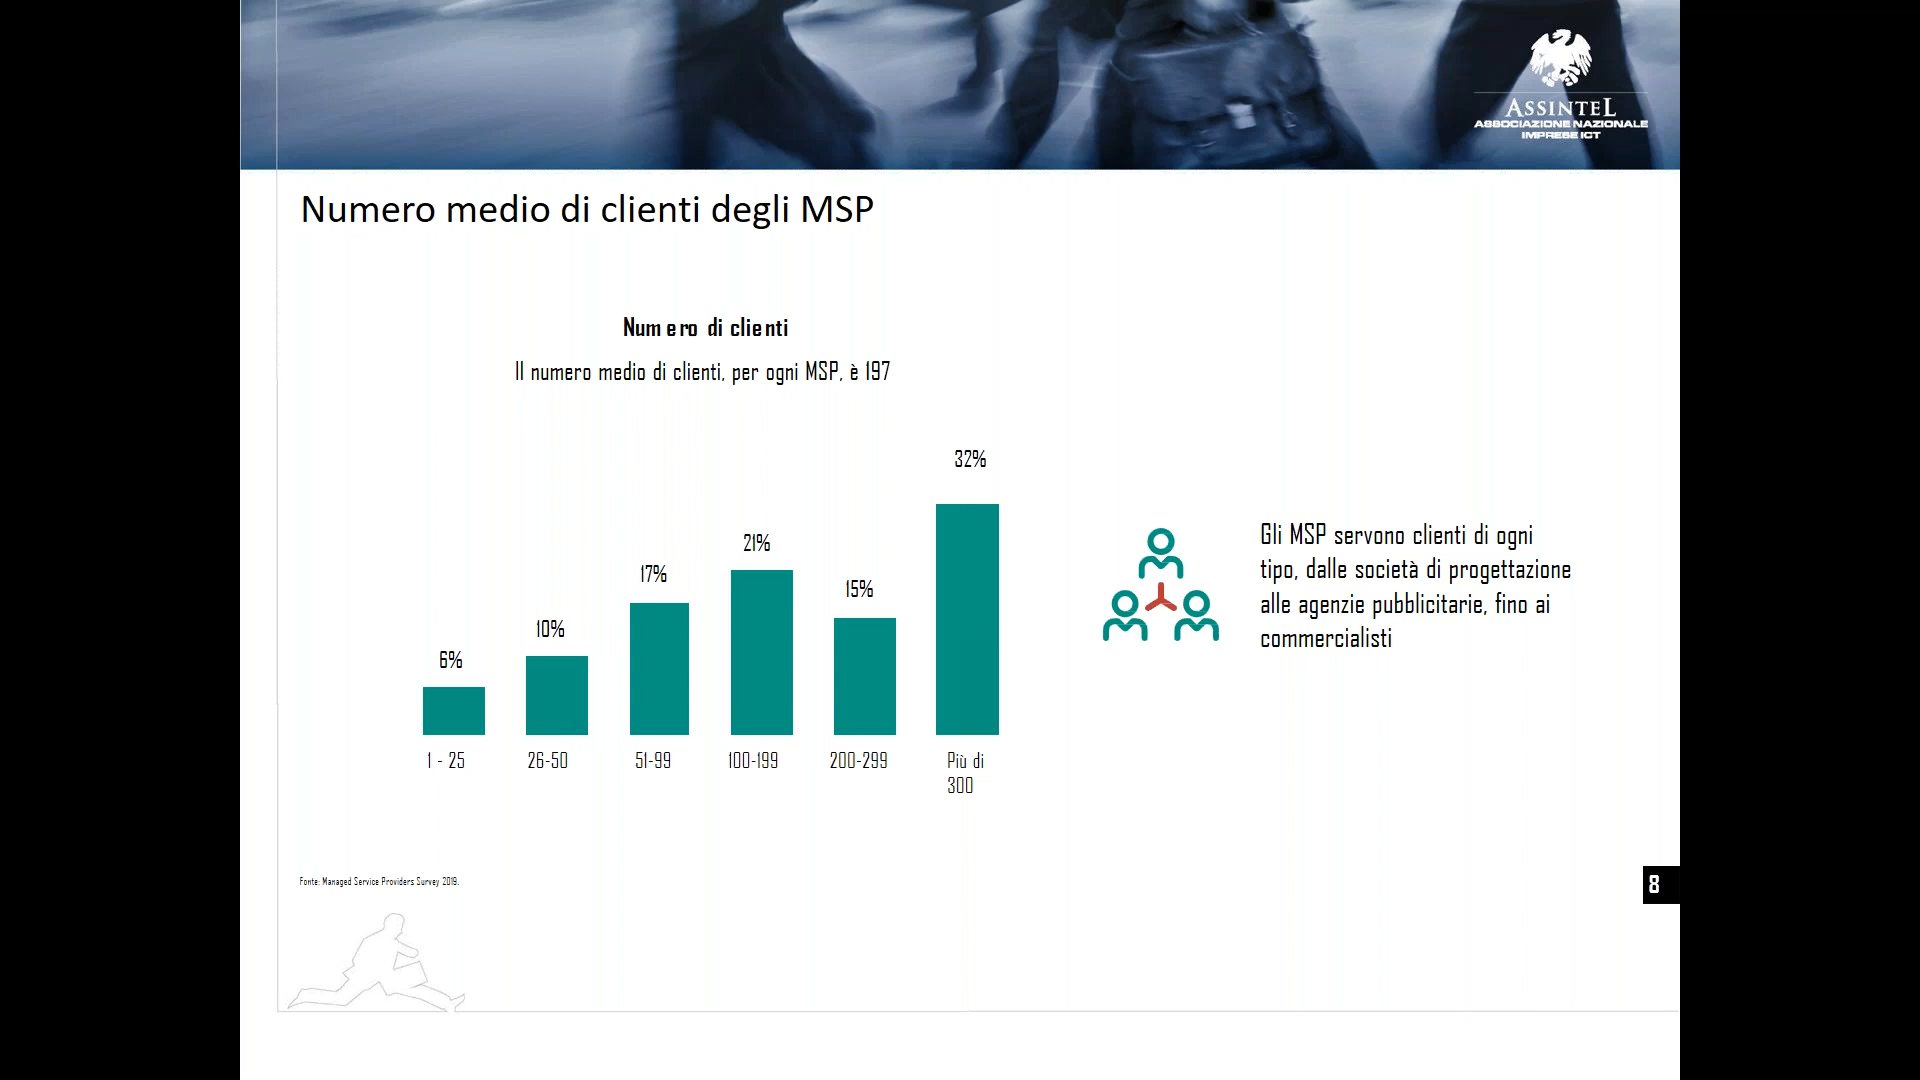 ASSINTEL
ASSOCIAZIONE NAZIONALE
IMPRESE ICT
Numero medio di clienti degli MSP
Numero di clienti
Il numero medio di clienti, per ogni MSP, è 197
32%
21%
17%
15%
10%
6%
1 - 25
26-50
51-99
100-199
200-299
Più di
300
Gli MSP servono clienti di ogni
tipo, dalle società di progettazione
alle agenzie pubblicitarie, fino ai
commercialisti
Fonte: Managed Service Providers Survey 2019.
8